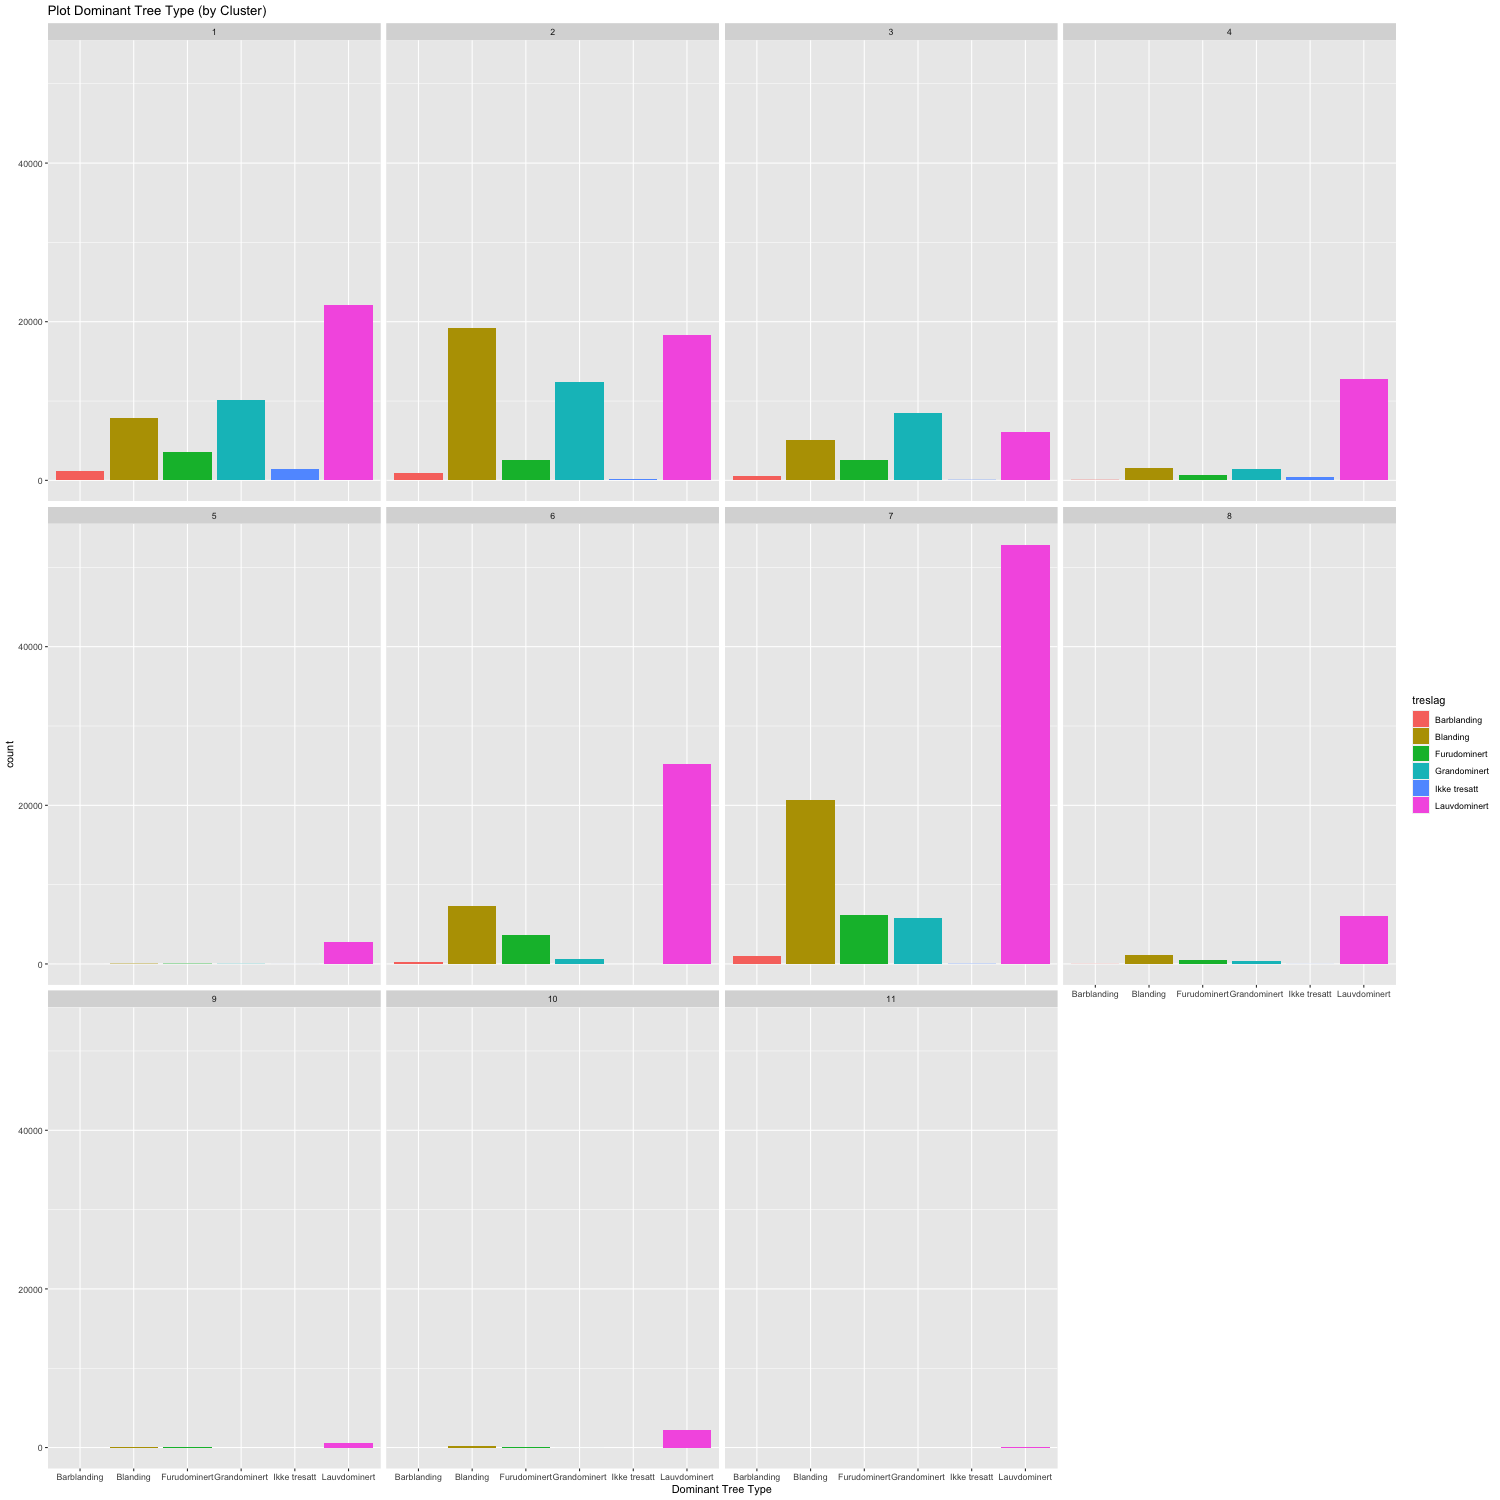 Plot Dominant Tree Type (by Cluster)
1 2 3 4
40000
20000
0
5 6 7 8
40000
20000
0
Barblanding Blanding Furudominert Grandominert Ikke tresatt Lauvdominert
9 10 11
40000
20000
0
Barblanding Blanding Furudominert Grandominert Ikke tresatt Lauvdominert Barblanding Blanding Furudominert Grandominert Ikke tresatt Lauvdominert Barblanding Blanding Furudominert Grandominert Ikke tresatt Lauvdominert
Dominant Tree Type
count
treslag
Barblanding
Blanding
Furudominert
Grandominert
Ikke tresatt
Lauvdominert